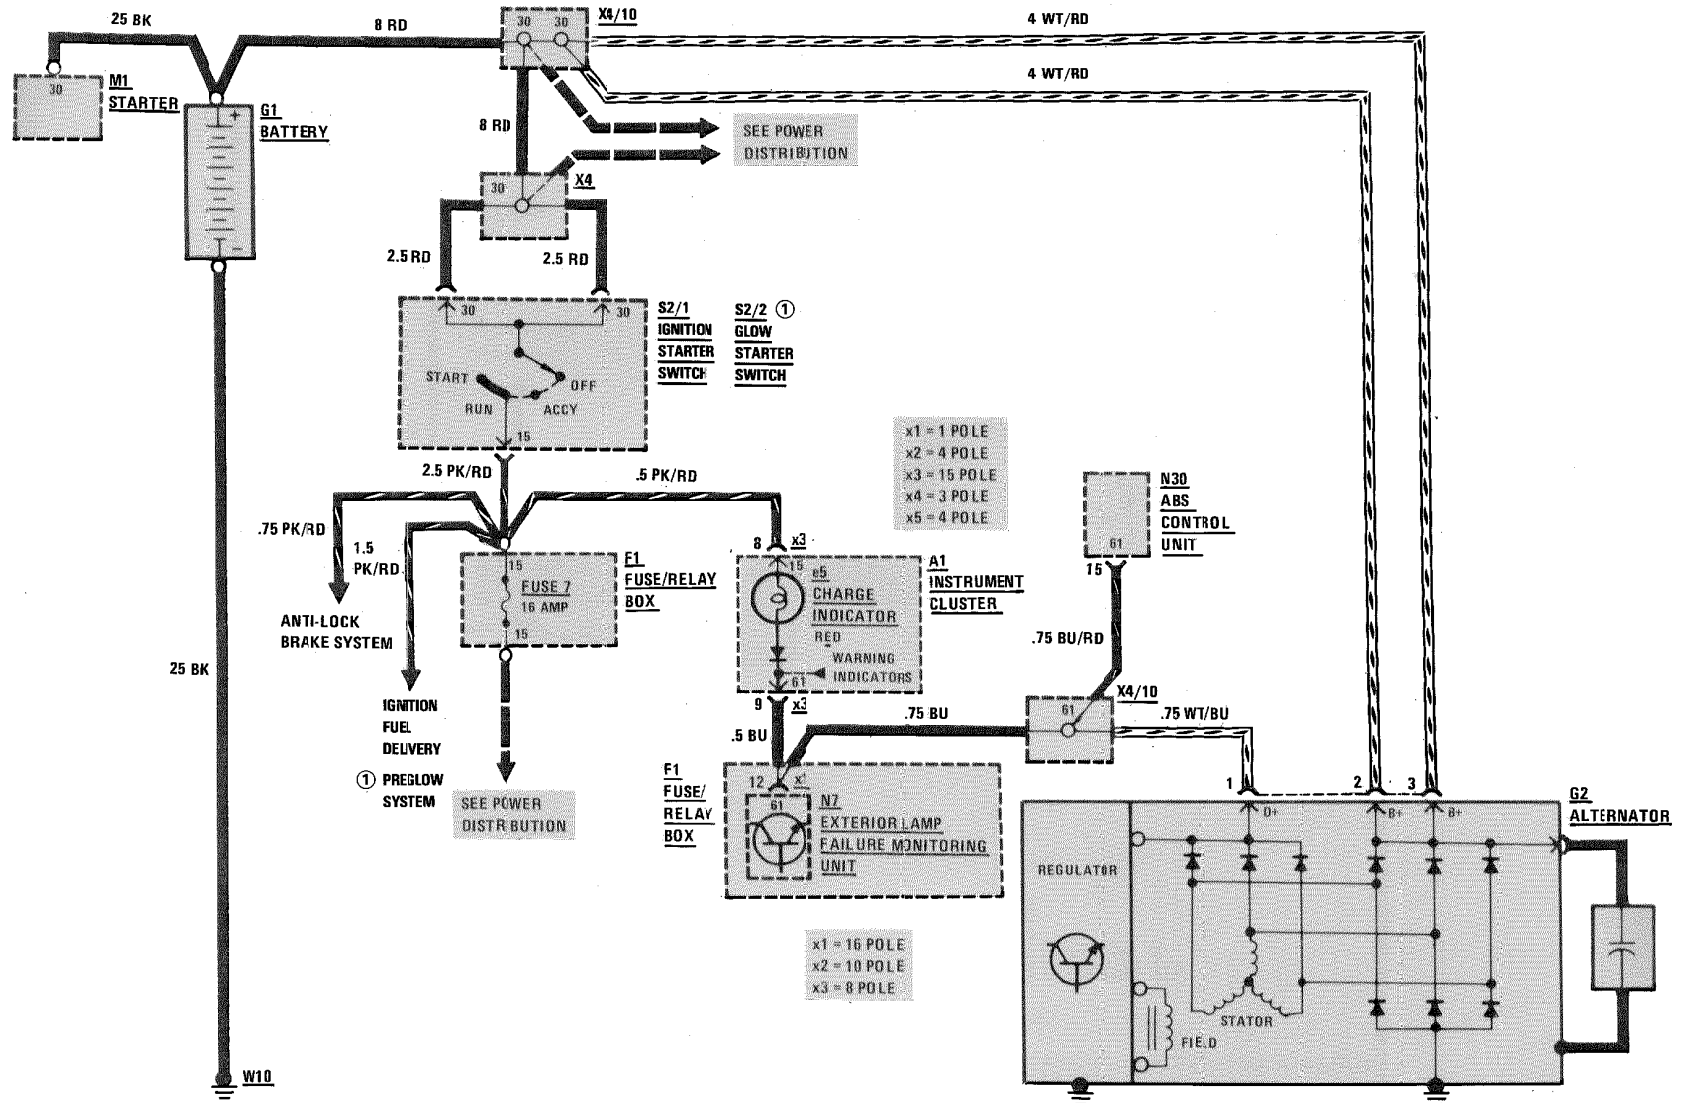 25 BK
8 RD
30 30
X4/10
4 WT/RD
4 WT/RD
30
M1
STARTER
G1
BATTERY
+
-
8 RD
SEE POWER
DISTRIBUTION
30
X4
2.5 RD
2.5 RD
30
30
START
OFF
RUN
ACCY
15
S2/1
IGNITION
STARTER
SWITCH
S2/2 ①
GLOW
STARTER
SWITCH
2.5 PK/RD
.5 PK/RD
.75 PK/RD
1.5
PK/RD
ANTI-LOCK
BRAKE SYSTEM
IGNITION
FUEL
DELIVERY
① PREGLOW
SYSTEM
15
FUSE 7
16 AMP
15
F1
FUSE/RELAY
BOX
SEE POWER
DISTRIBUTION
x1 = 1 POLE
x2 = 4 POLE
x3 = 15 POLE
x4 = 3 POLE
x5 = 4 POLE
8 x3
15
e5
CHARGE
INDICATOR
RED
WARNING
INDICATORS
61
A1
INSTRUMENT
CLUSTER
9 x3
.5 BU
.75 BU
N30
ABS
CONTROL
UNIT
61
15
.75 BU/RD
X4/10
61
.75 WT/BU
25 BK
W10
F1
FUSE/
RELAY
BOX
12
61
N7
EXTERIOR LAMP
FAILURE MONITORING
UNIT
x1 = 16 POLE
x2 = 10 POLE
x3 = 8 POLE
1 2 3
D+
B+
B+
G2
ALTERNATOR
REGULATOR
STATOR
FIELD